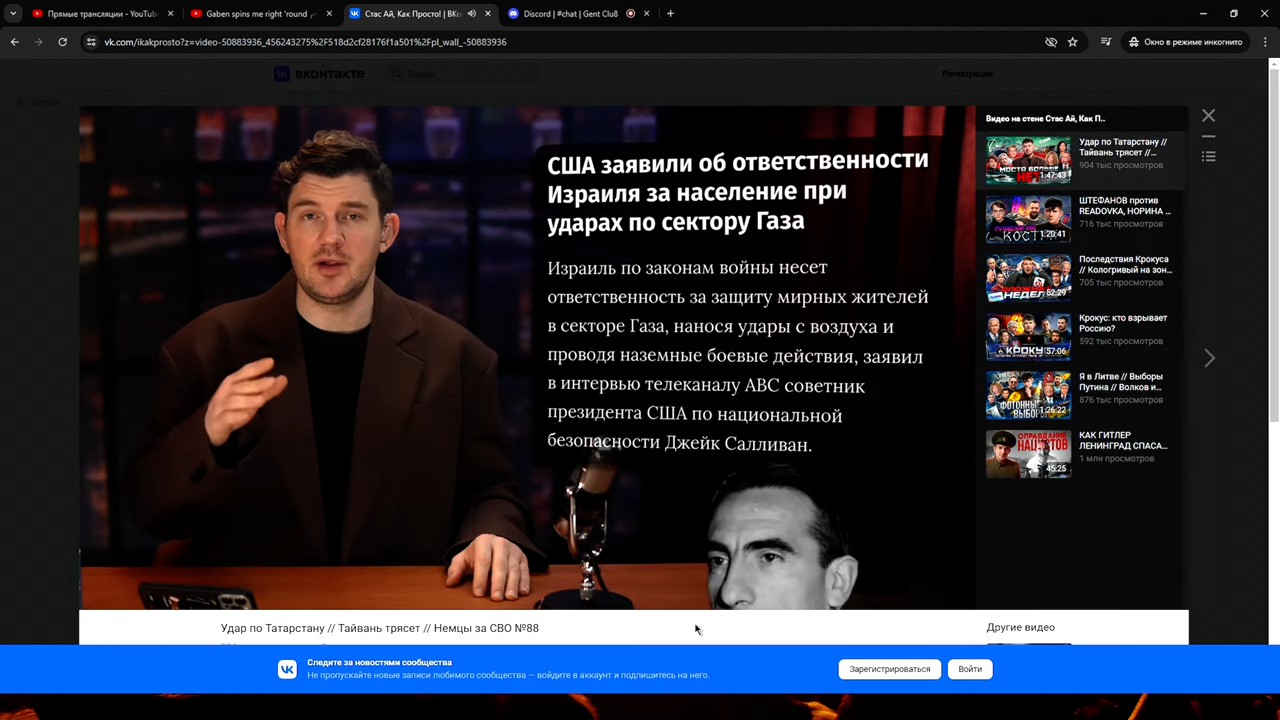 Прямые трансляции - YouTub
Gaben spins me right 'round
Стас Ай, Как Просто! | ВКо
Discord | #chat | Gent Clu8
vk.com/ikakprosto?z=video-50883936_456243275%2F518d2cf28176f1a501%2Fpl_wall_-50883936
Окно в режиме инкогнито
вконтакте
Поиск
Регистрация
США заявили об ответственности
Израиля за население при
ударах по сектору Газа
Израиль по законам войны несет
ответственность за защиту мирных жителей
в секторе Газа, нанося удары с воздуха и
проводя наземные боевые действия, заявил
в интервью телеканалу ABC советник
президента США по национальной
безопасности Джейк Салливан.
Видео на стене Стас Ай, Как П..
Удар по Татарстану //
Тайвань трясет //...
904 тыс просмотров
1:47:43
ШТЕФАНОВ против
READOVKA, НОРИНА ...
716 тыс просмотров
1:20:41
Последствия Крокуса
// Кологривый на зон...
705 тыс просмотров
52:29
Крокус: кто взрывает
Россию?
592 тыс просмотров
57:06
Я в Литве // Выборы
Путина // Волков и...
876 тыс просмотров
1:26:22
КАК ГИТЛЕР
ЛЕНИНГРАД СПАСА...
1 млн просмотров
45:25
Удар по Татарстану // Тайвань трясет // Немцы за СВО №88
Другие видео
Следите за новостями сообщества
Не пропускайте новые записи любимого сообщества — войдите в аккаунт и подпишитесь на него.
Зарегистрироваться
Войти